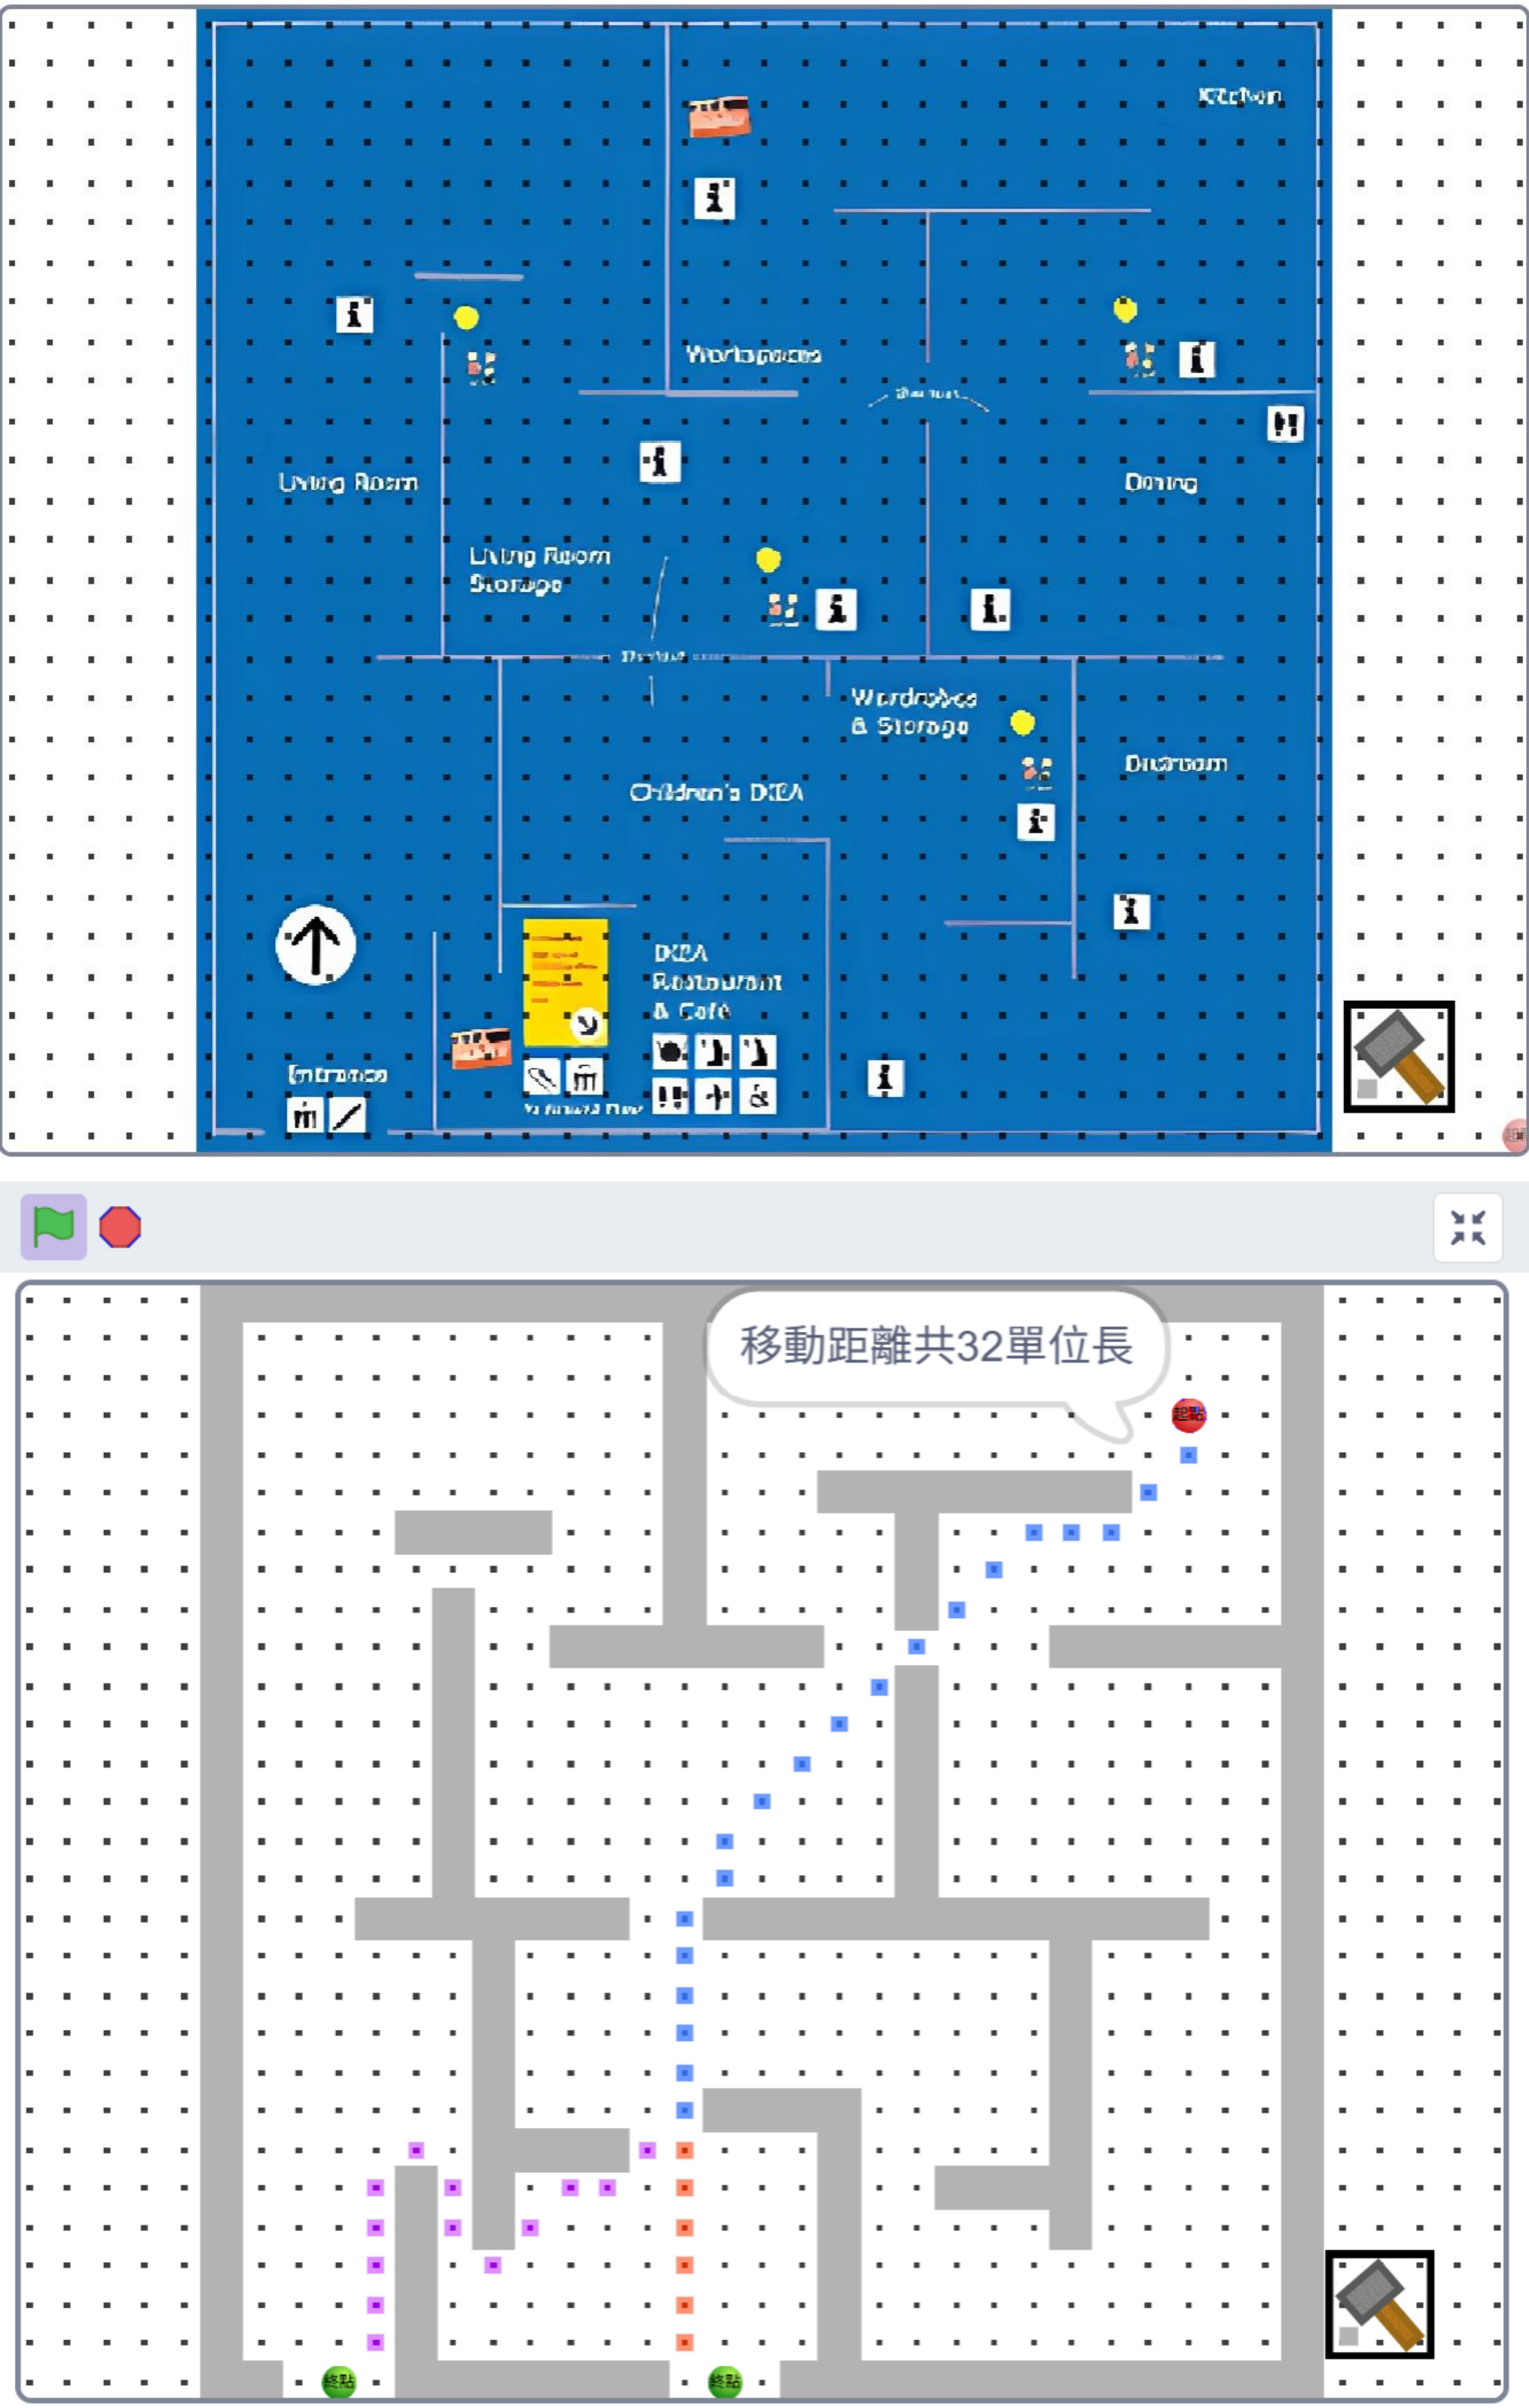 Kitchen
Workspaces
Living Room
Dining
Living Room
Storage
Wardrobes
& Storage
Children's IKEA
IKEA
Restaurant
& Café
Entrance
移動距離共32單位長
起點
終點
終點